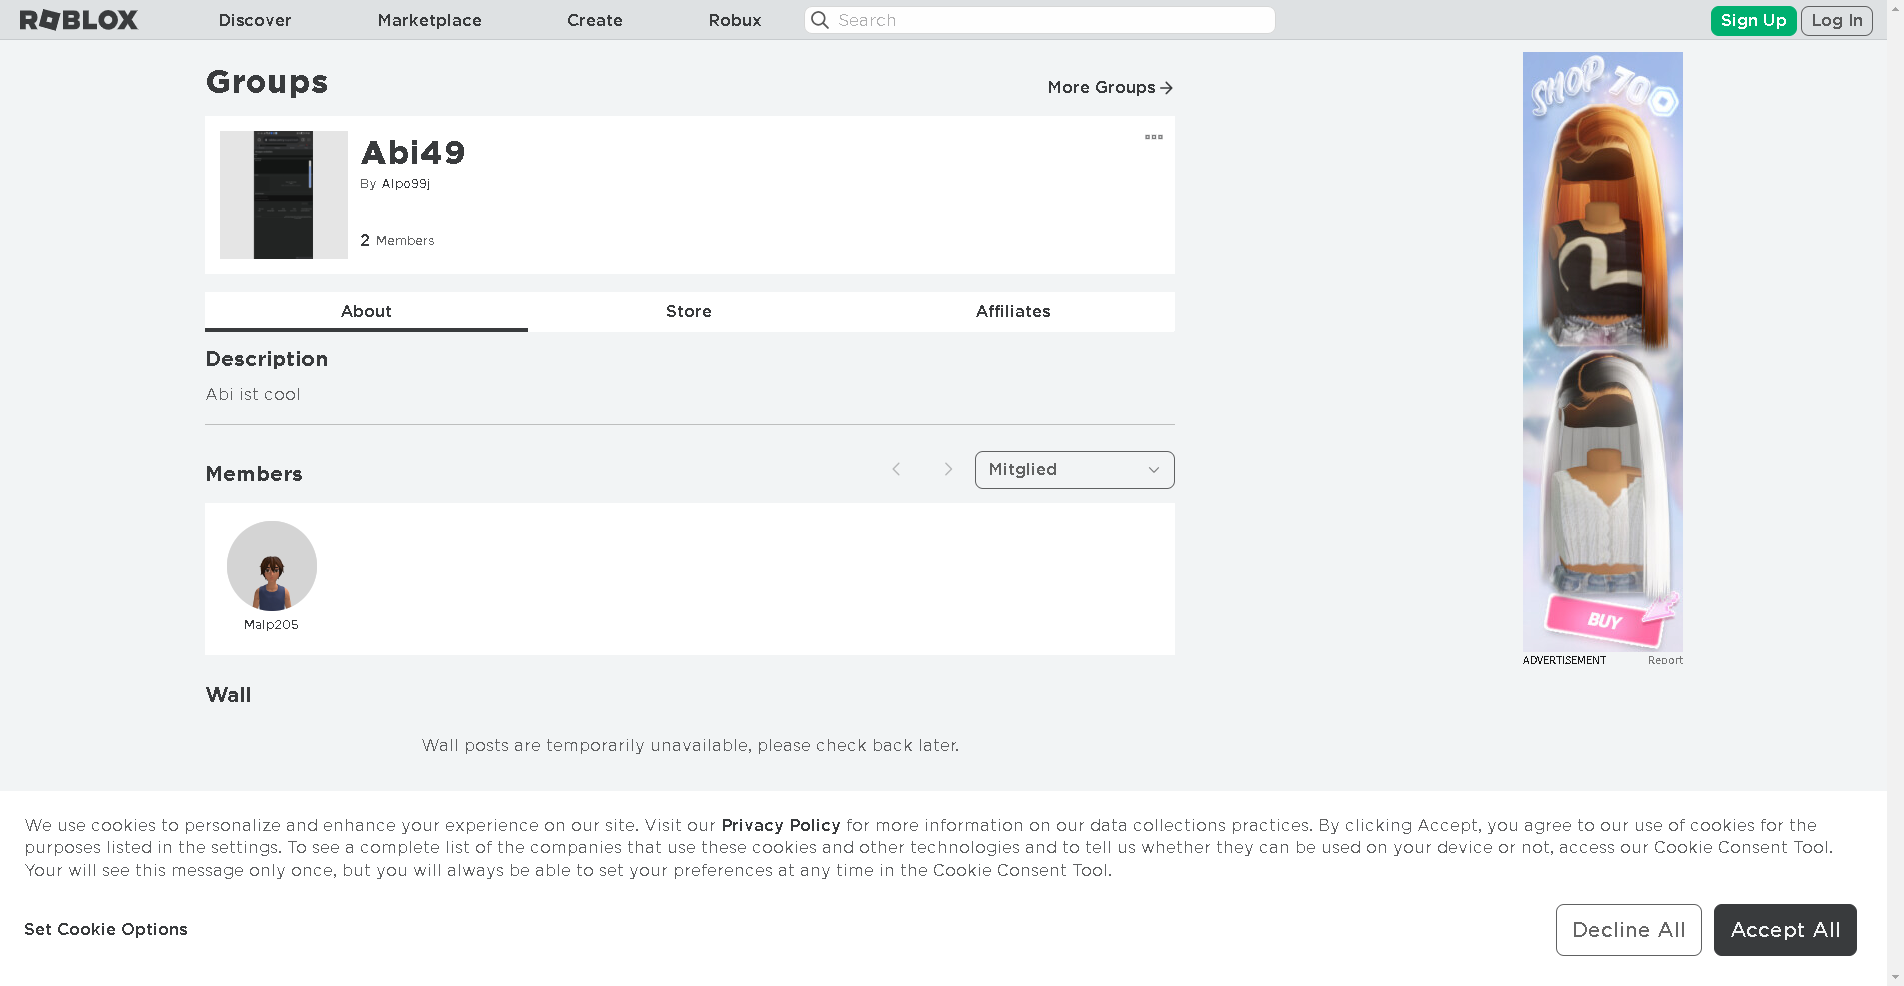 ROBLOX Discover Marketplace Create Robux Search Sign Up Log In
Groups
More Groups
Abi49
By Alpo99j
2 Members
About Store Affiliates
Description
Abi ist cool
Members
Mitglied
Malp205
Wall
Wall posts are temporarily unavailable, please check back later.
SHOP 70
BUY
ADVERTISEMENT Report
We use cookies to personalize and enhance your experience on our site. Visit our Privacy Policy for more information on our data collections practices. By clicking Accept, you agree to our use of cookies for the
purposes listed in the settings. To see a complete list of the companies that use these cookies and other technologies and to tell us whether they can be used on your device or not, access our Cookie Consent Tool.
Your will see this message only once, but you will always be able to set your preferences at any time in the Cookie Consent Tool.
Set Cookie Options
Decline All
Accept All